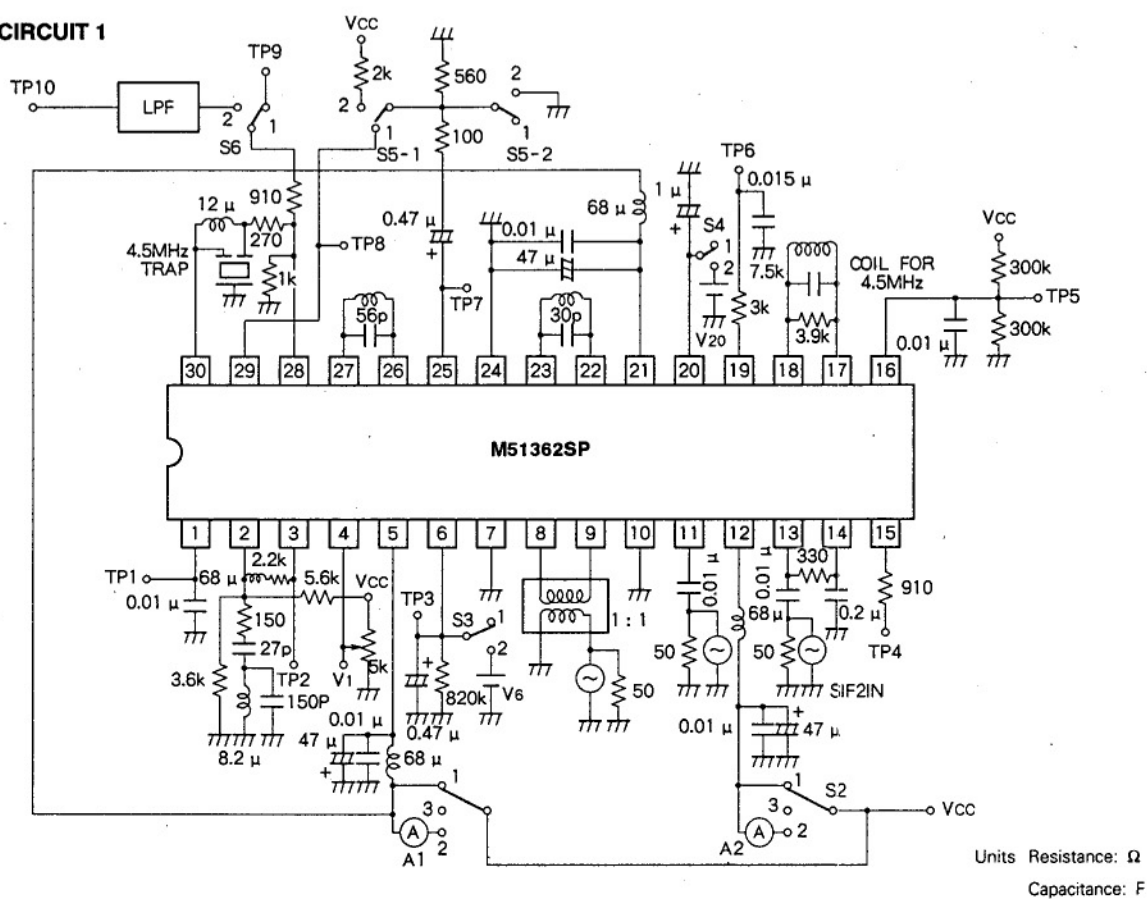 CIRCUIT 1
VCC
TP9
TP10
LPF
2
1
S6
2k
2
1
S5-1
560
100
2
1
S5-2
910
12 μ
270
4.5MHz
TRAP
1k
TP8
0.47 μ
+
TP7
0.01 μ
47 μ
68 μ
1 μ
+
S4
1
2
V20
TP6
0.015 μ
7.5k
3k
COIL FOR
4.5MHz
3.9k
VCC
300k
TP5
0.01 μ
300k
56p
30p
30 29 28 27 26 25 24 23 22 21 20 19 18 17 16
M51362SP
1 2 3 4 5 6 7 8 9 10 11 12 13 14 15
TP1
0.01 μ
68 μ
2.2k
5.6k
VCC
150
27p
3.6k
TP2
V1
5k
150P
8.2 μ
0.01 μ
47 μ
+
68 μ
TP3
S3
1
2
+
820k
V6
0.47 μ
1 : 1
50
0.01 μ
50
68 μ
0.01 μ
330
0.2 μ
50
SIF2IN
910
TP4
0.01 μ
+
47 μ
1
3
2
A
A1
1
S2
3
2
A
A2
VCC
Units Resistance: Ω
Capacitance: F